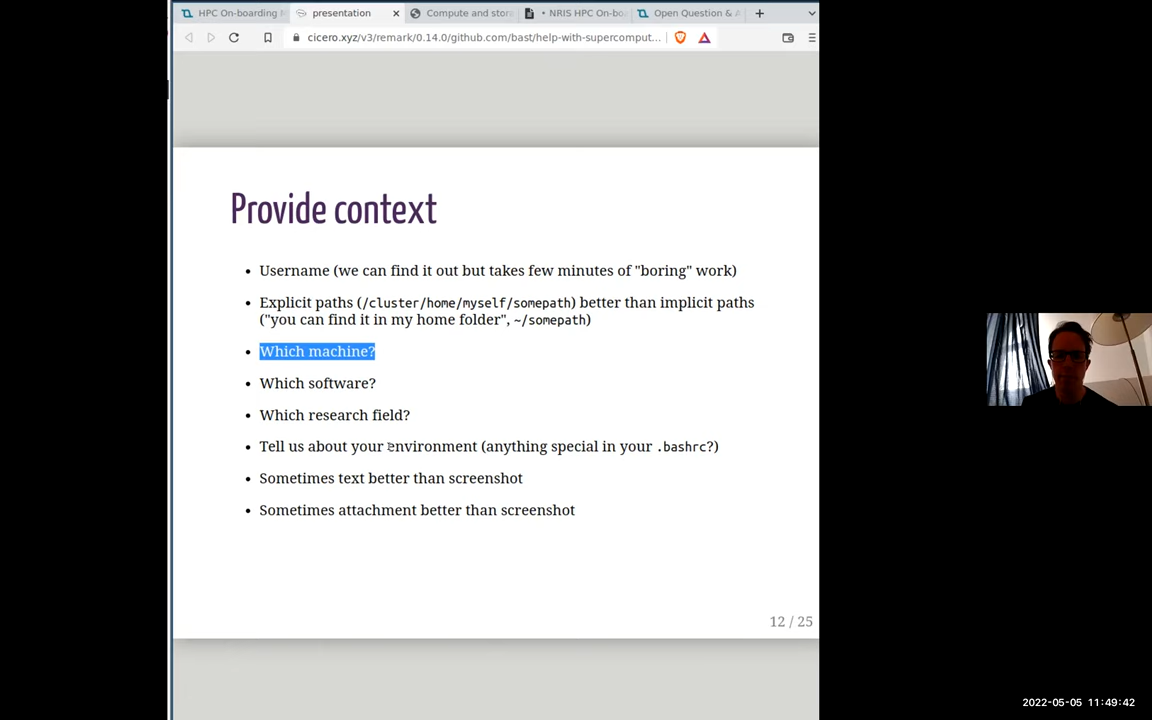 HPC On-boarding
presentation
Compute and stor
• NRIS HPC On-bo
Open Question & A
cicero.xyz/v3/remark/0.14.0/github.com/bast/help-with-supercomput...
Provide context
• Username (we can find it out but takes few minutes of "boring" work)
• Explicit paths (/cluster/home/myself/somepath) better than implicit paths
("you can find it in my home folder", ~/somepath)
• Which machine?
• Which software?
• Which research field?
• Tell us about your environment (anything special in your .bashrc?)
• Sometimes text better than screenshot
• Sometimes attachment better than screenshot
12 / 25
2022-05-05 11:49:42